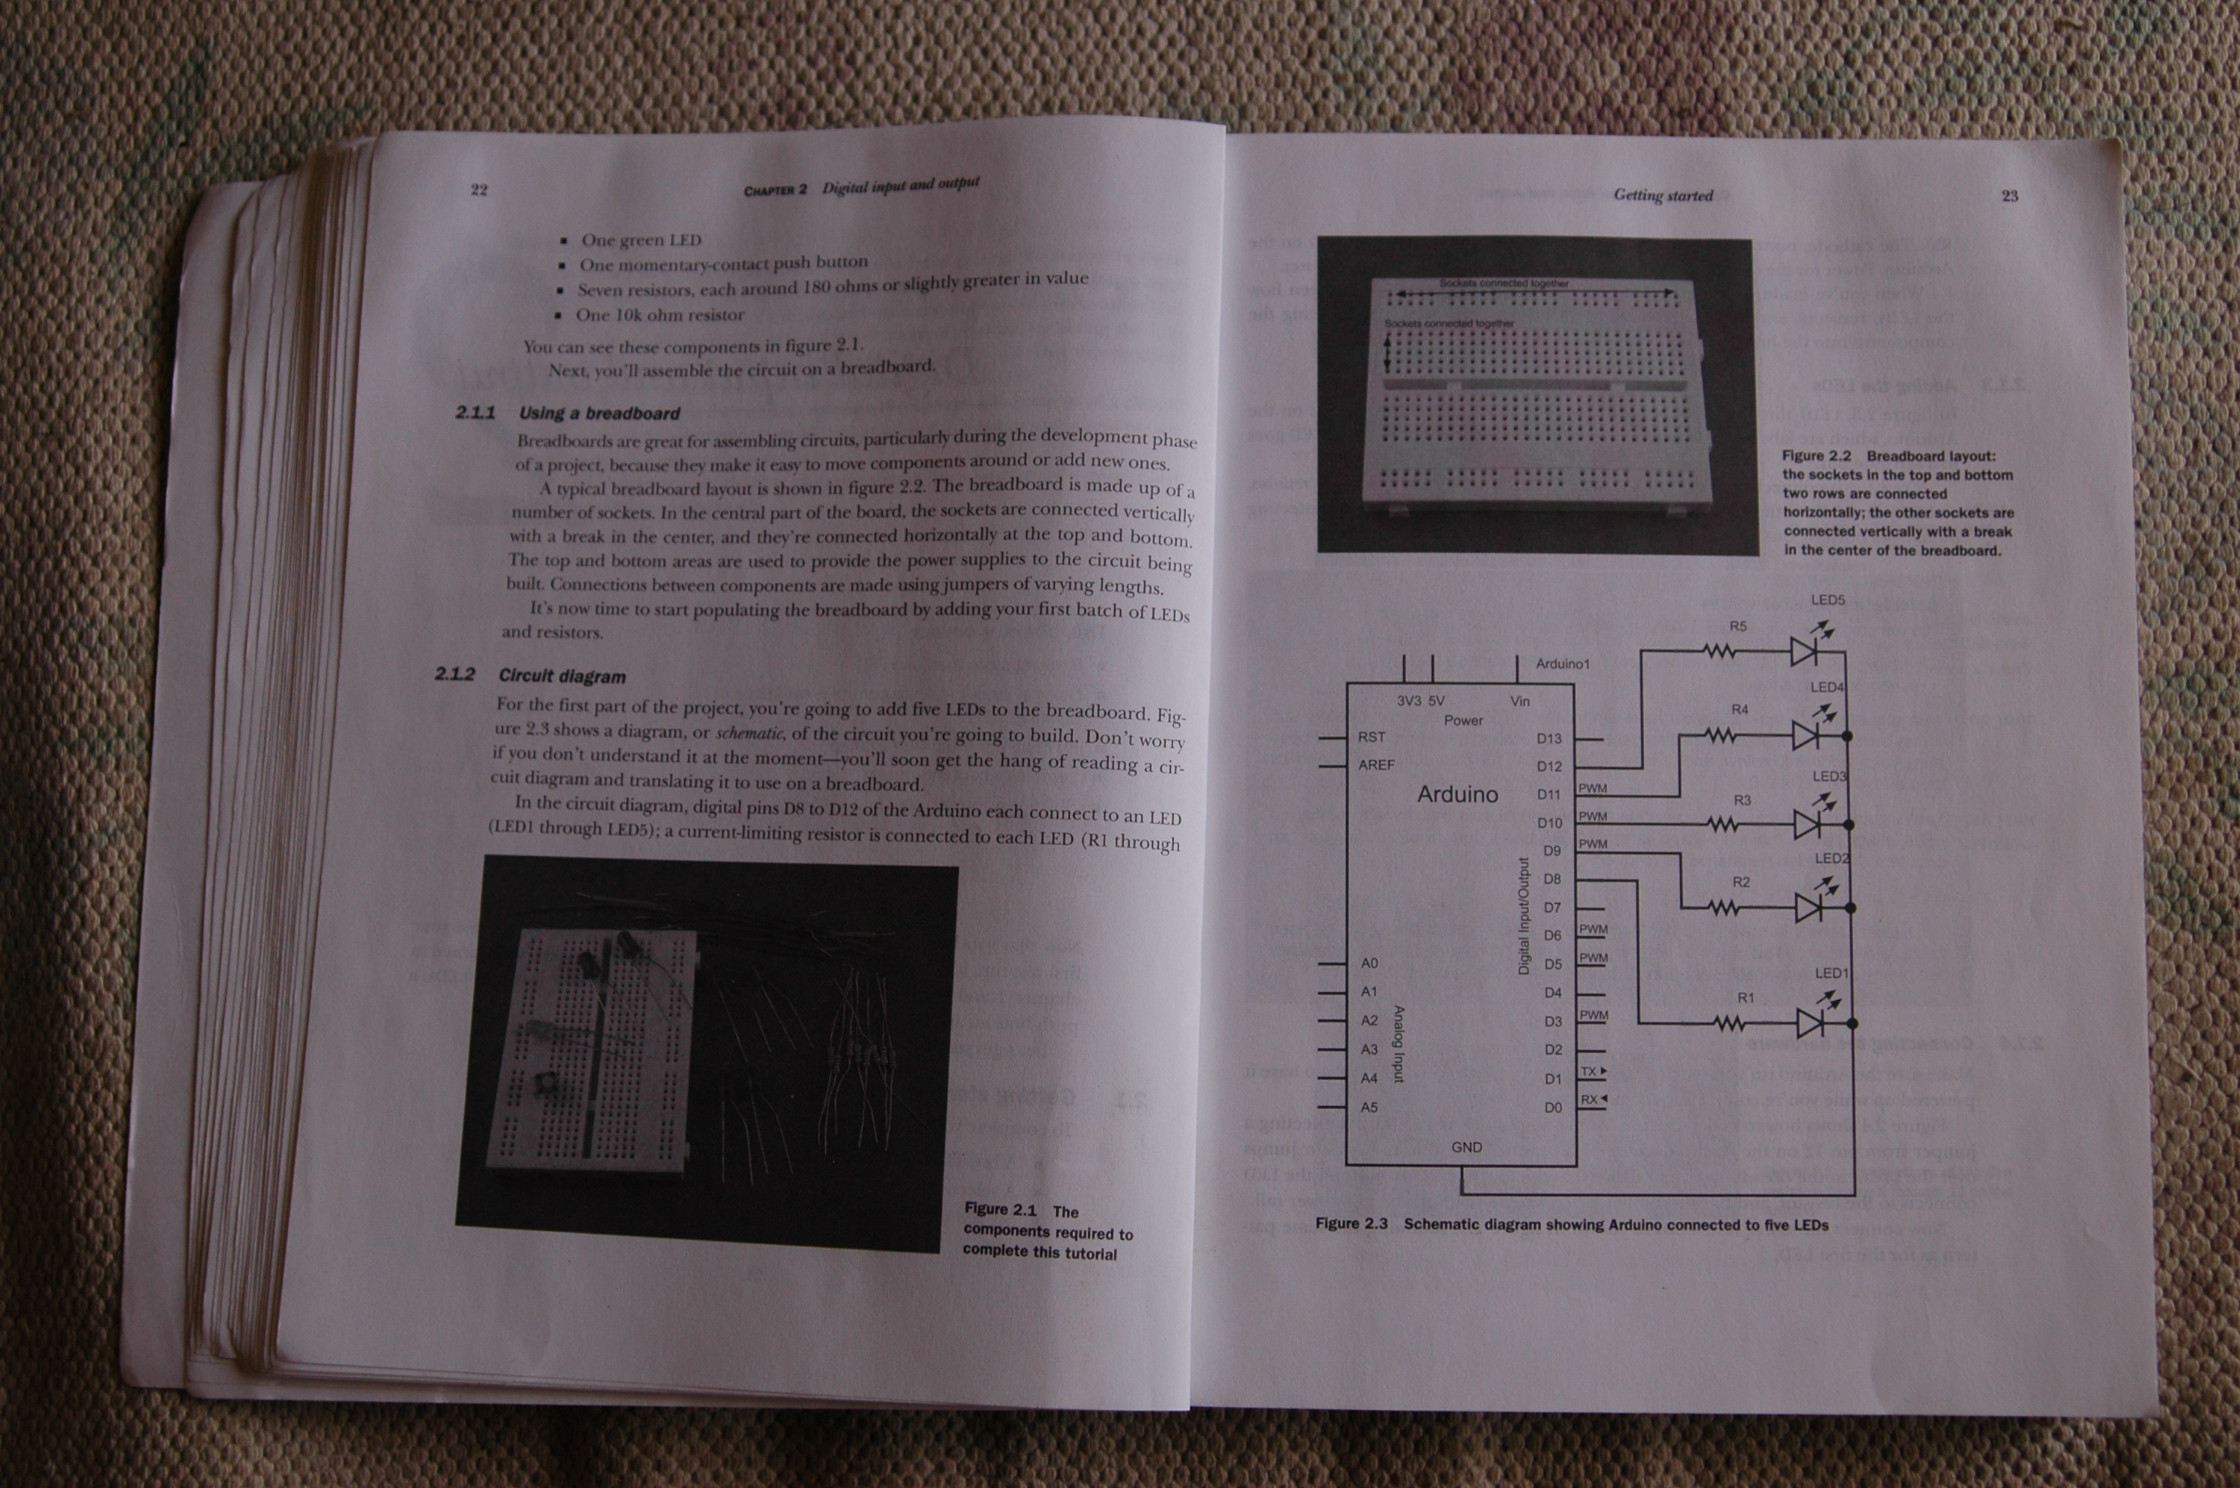 22
CHAPTER 2 Digital input and output
▪ One green LED
▪ One momentary-contact push button
▪ Seven resistors, each around 180 ohms or slightly greater in value
▪ One 10k ohm resistor
You can see these components in figure 2.1.
Next, you'll assemble the circuit on a breadboard.
2.1.1 Using a breadboard
Breadboards are great for assembling circuits, particularly during the development phase
of a project, because they make it easy to move components around or add new ones.
A typical breadboard layout is shown in figure 2.2. The breadboard is made up of a
number of sockets. In the central part of the board, the sockets are connected vertically
with a break in the center, and they're connected horizontally at the top and bottom.
The top and bottom areas are used to provide the power supplies to the circuit being
built. Connections between components are made using jumpers of varying lengths.
It's now time to start populating the breadboard by adding your first batch of LEDs
and resistors.
2.1.2 Circuit diagram
For the first part of the project, you're going to add five LEDs to the breadboard. Fig-
ure 2.3 shows a diagram, or schematic, of the circuit you're going to build. Don't worry
if you don't understand it at the moment—you'll soon get the hang of reading a cir-
cuit diagram and translating it to use on a breadboard.
In the circuit diagram, digital pins D8 to D12 of the Arduino each connect to an LED
(LED1 through LED5); a current-limiting resistor is connected to each LED (R1 through
Figure 2.1 The
components required to
complete this tutorial
Getting started
23
Sockets connected together
Sockets connected together
Figure 2.2 Breadboard layout:
the sockets in the top and bottom
two rows are connected
horizontally; the other sockets are
connected vertically with a break
in the center of the breadboard.
LED5
R5
Arduino1
LED4
3V3 5V Vin
R4
Power
RST D13
AREF D12
LED3
Arduino D11 PWM
R3
D10 PWM
D9 PWM
LED2
D8
R2
Digital Input/Output
D7
D6 PWM
A0 D5 PWM
LED1
A1 D4
R1
A2 D3 PWM
Analog Input
A3 D2
A4 D1 TX
A5 D0 RX
GND
Figure 2.3 Schematic diagram showing Arduino connected to five LEDs